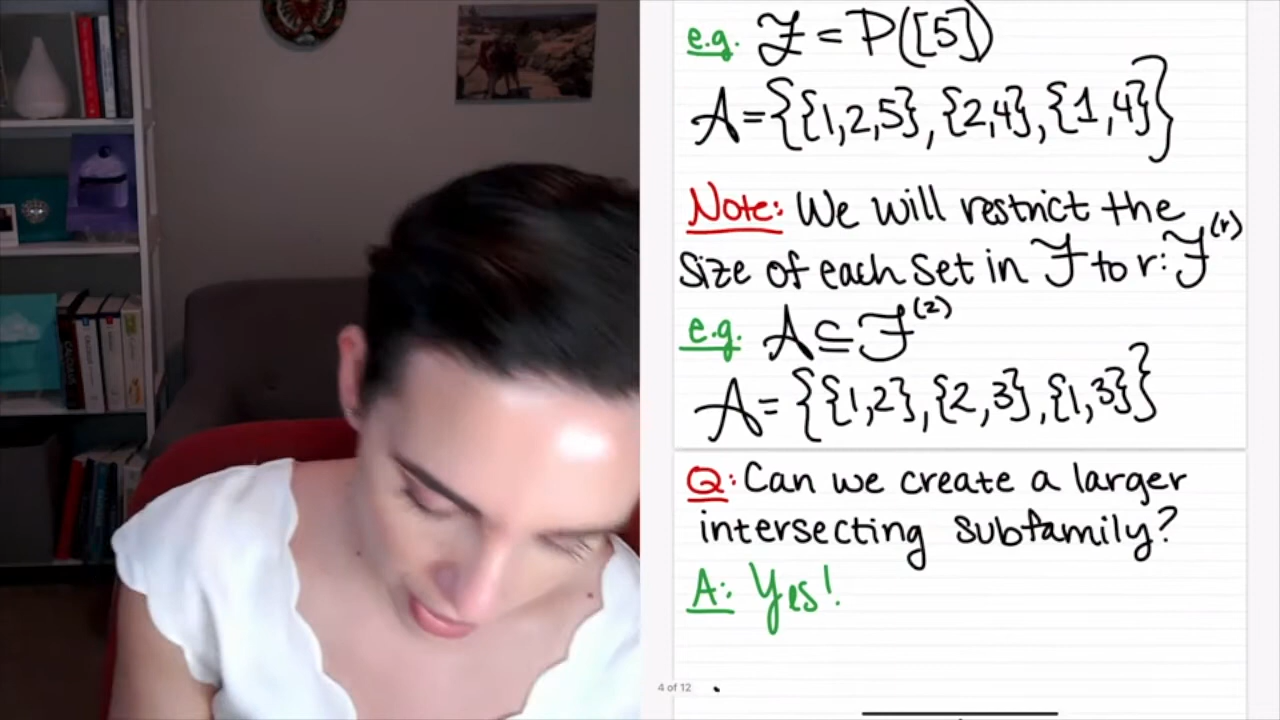 e.g. ℱ = P([5])
𝒜 = {{1,2,5}, {2,4}, {1,4}}
Note: We will restrict the
size of each set in ℱ to r: ℱ^(r)
e.g. 𝒜 ⊆ ℱ^(2)
𝒜 = {{1,2}, {2,3}, {1,3}}
Q: Can we create a larger
intersecting subfamily?
A: Yes!
4 of 12